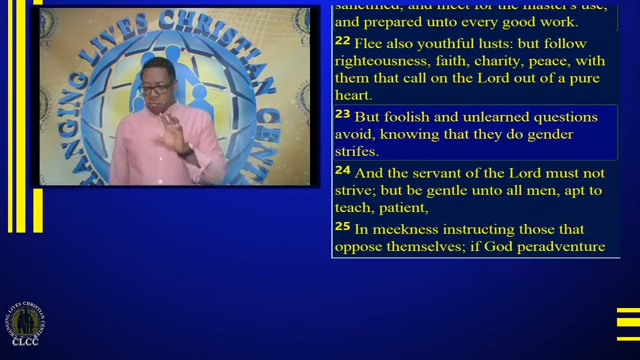 CHANGING LIVES CHRISTIAN CENTER
sanctified, and meet for the master's use,
and prepared unto every good work.
22 Flee also youthful lusts: but follow
righteousness, faith, charity, peace, with
them that call on the Lord out of a pure
heart.
23 But foolish and unlearned questions
avoid, knowing that they do gender
strifes.
24 And the servant of the Lord must not
strive; but be gentle unto all men, apt to
teach, patient,
25 In meekness instructing those that
oppose themselves; if God peradventure
CHANGING LIVES CHRISTIAN CENTER
CLCC